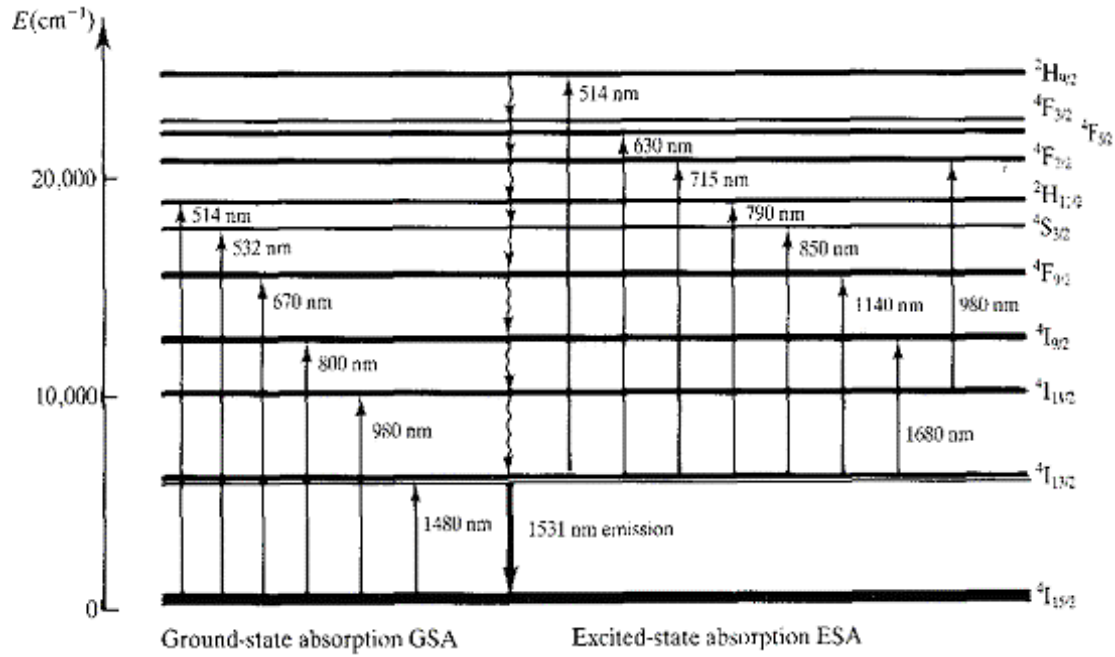 E(cm⁻¹)
²H₉/₂
514 nm
⁴F₃/₂
⁴F₅/₂
630 nm
⁴F₇/₂
20,000
715 nm
²H₁₁/₂
514 nm
790 nm
⁴S₃/₂
532 nm
850 nm
⁴F₉/₂
670 nm
1140 nm
980 nm
⁴I₉/₂
800 nm
10,000
⁴I₁₁/₂
980 nm
1680 nm
⁴I₁₃/₂
1480 nm
1531 nm emission
0
⁴I₁₅/₂
Ground-state absorption GSA
Excited-state absorption ESA